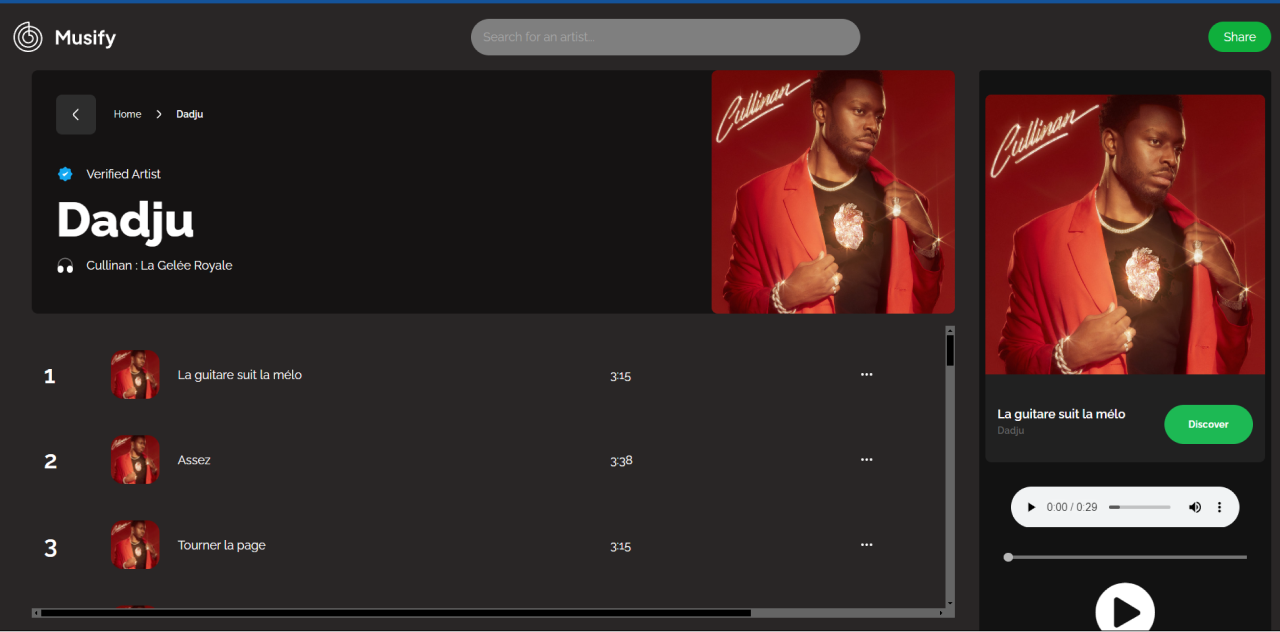 Musify
Search for an artist...
Share
Home > Dadju
Verified Artist
Dadju
Cullinan : La Gelée Royale
Cullinan
1 La guitare suit la mélo 3:15 ...
2 Assez 3:38 ...
3 Tourner la page 3:15 ...
Cullinan
La guitare suit la mélo
Dadju
Discover
0:00 / 0:29